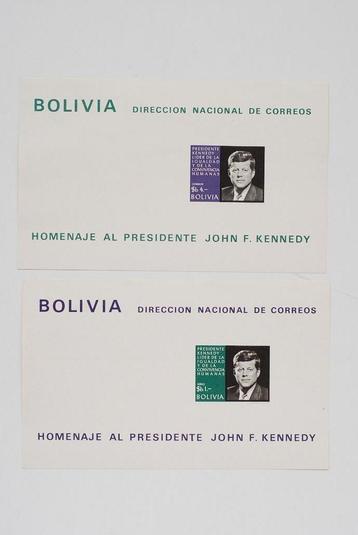 BOLIVIA DIRECCION NACIONAL DE CORREOS
PRESIDENTE
KENNEDY
LIDER DE LA
IGUALDAD
Y DE LA
CONVIVENCIA
HUMANAS
$b 4.—
BOLIVIA
HOMENAJE AL PRESIDENTE JOHN F. KENNEDY
BOLIVIA DIRECCION NACIONAL DE CORREOS
PRESIDENTE
KENNEDY
LIDER DE LA
IGUALDAD
Y DE LA
CONVIVENCIA
HUMANAS
$b 1.—
BOLIVIA
HOMENAJE AL PRESIDENTE JOHN F. KENNEDY